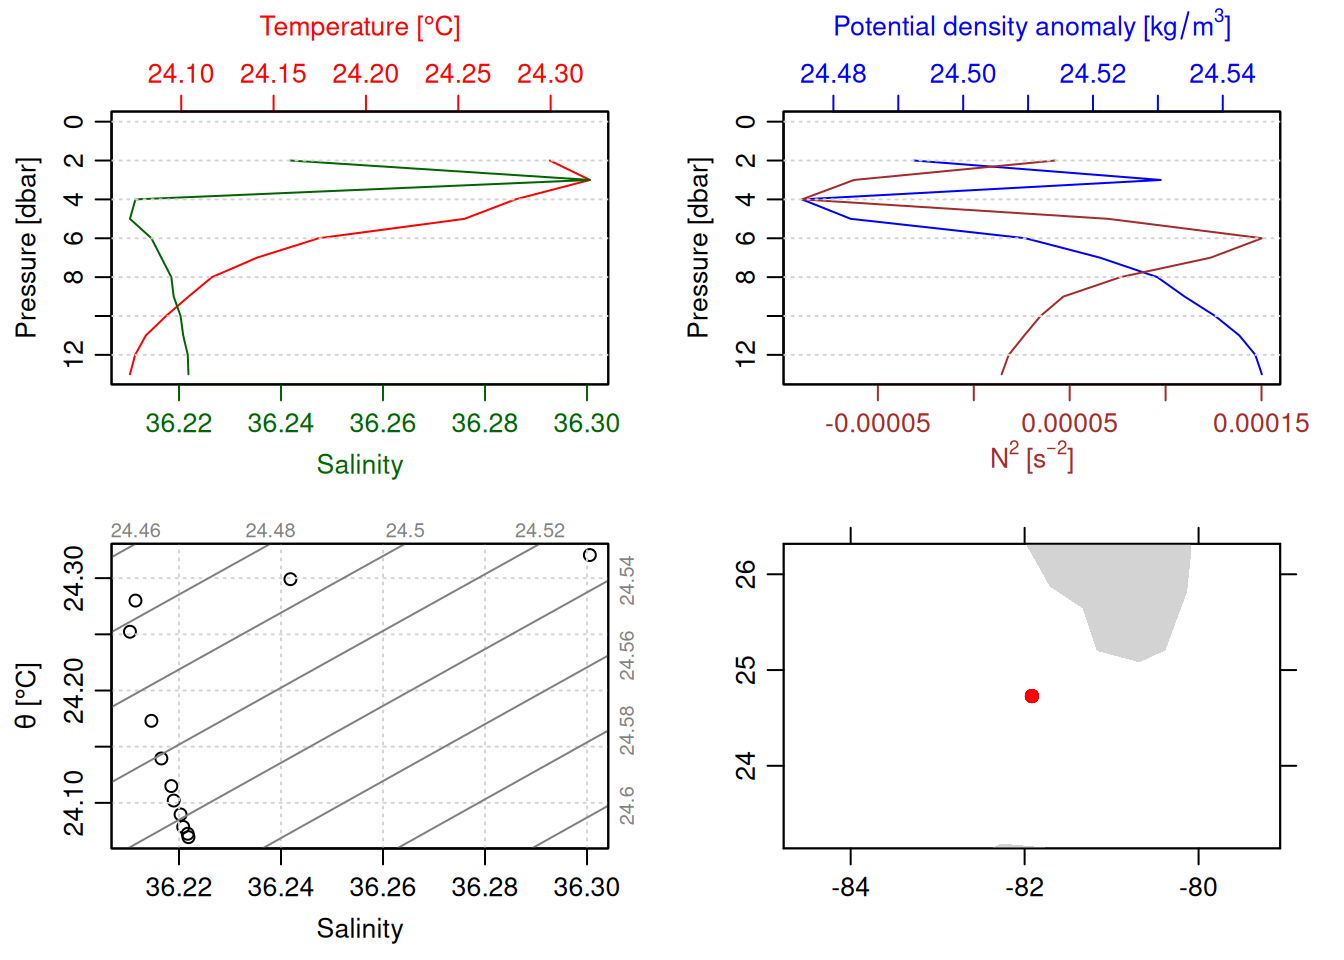 Temperature [°C]
24.10 24.15 24.20 24.25 24.30
Pressure [dbar]
0
2
4
6
8
12
36.22 36.24 36.26 36.28 36.30
Salinity
Potential density anomaly [kg/m³]
24.48 24.50 24.52 24.54
Pressure [dbar]
0
2
4
6
8
12
-0.00005 0.00005 0.00015
N² [s⁻²]
24.46 24.48 24.5 24.52
θ [°C]
24.30
24.20
24.10
24.54
24.56
24.58
24.6
36.22 36.24 36.26 36.28 36.30
Salinity
26
25
24
-84 -82 -80